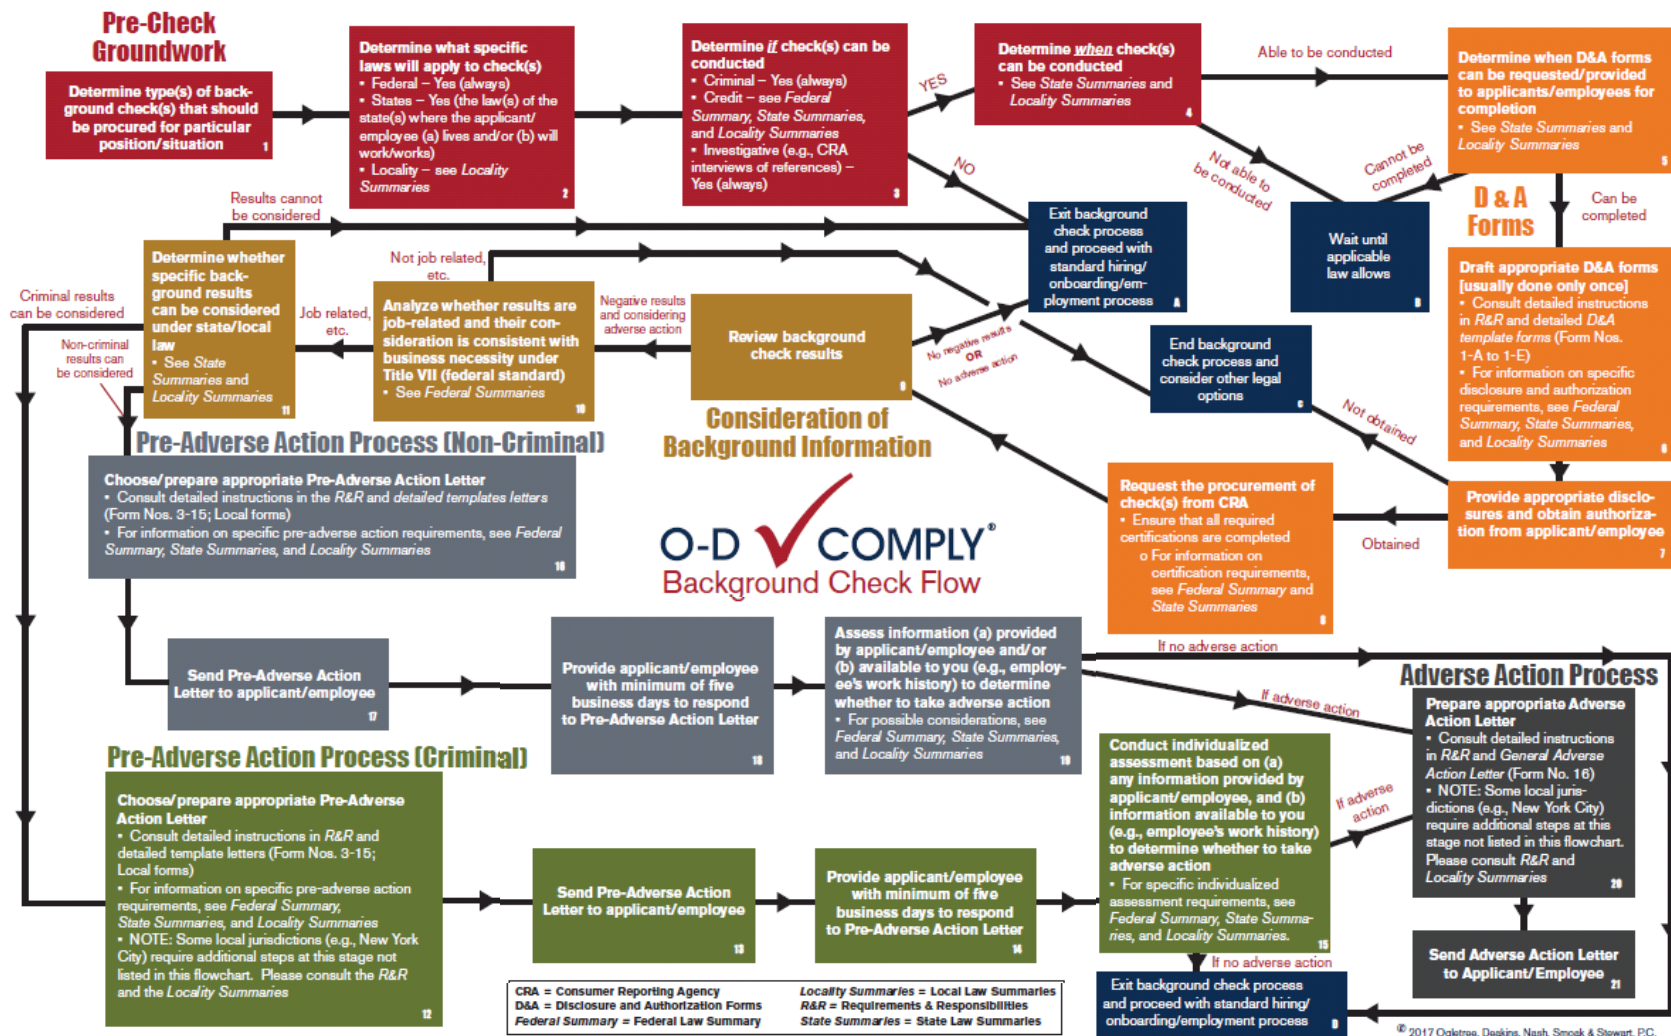 Pre-Check
Groundwork
Determine type(s) of back-
ground check(s) that should
be procured for particular
position/situation
1
Determine what specific
laws will apply to check(s)
▪ Federal – Yes (always)
▪ States – Yes (the law(s) of the
state(s) where the applicant/
employee (a) lives and/or (b) will
work/works)
▪ Locality – see Locality
Summaries
2
Determine if check(s) can be
conducted
▪ Criminal – Yes (always)
▪ Credit – see Federal
Summary, State Summaries,
and Locality Summaries
▪ Investigative (e.g., CRA
interviews of references) –
Yes (always)
3
YES
NO
Determine when check(s)
can be conducted
▪ See State Summaries and
Locality Summaries
4
Able to be conducted
Not able to
be conducted
Determine when D&A forms
can be requested/provided
to applicants/employees for
completion
▪ See State Summaries and
Locality Summaries
5
Cannot be
completed
Can be
completed
D & A
Forms
Exit background
check process
and proceed with
standard hiring/
onboarding/em-
ployment process
A
Wait until
applicable
law allows
B
Draft appropriate D&A forms
[usually done only once]
▪ Consult detailed instructions
in R&R and detailed D&A
template forms (Form Nos.
1-A to 1-E)
▪ For information on specific
disclosure and authorization
requirements, see Federal
Summary, State Summaries,
and Locality Summaries
6
Results cannot
be considered
Determine whether
specific back-
ground results
can be considered
under state/local
law
▪ See State
Summaries and
Locality Summaries
11
Criminal results
can be considered
Non-criminal
results can
be considered
Not job related,
etc.
Job related,
etc.
Analyze whether results are
job-related and their con-
sideration is consistent with
business necessity under
Title VII (federal standard)
▪ See Federal Summaries
10
Negative results
and considering
adverse action
Review background
check results
9
No negative results
OR
No adverse action
End background
check process and
consider other legal
options
C
Not obtained
Consideration of
Background Information
Provide appropriate disclo-
sures and obtain authoriza-
tion from applicant/employee
7
Obtained
Request the procurement of
check(s) from CRA
▪ Ensure that all required
certifications are completed
o For information on
certification requirements,
see Federal Summary and
State Summaries
8
O-D COMPLY®
Background Check Flow
Pre-Adverse Action Process (Non-Criminal)
Choose/prepare appropriate Pre-Adverse Action Letter
▪ Consult detailed instructions in the R&R and detailed templates letters
(Form Nos. 3-15; Local forms)
▪ For information on specific pre-adverse action requirements, see Federal
Summary, State Summaries, and Locality Summaries
16
Send Pre-Adverse Action
Letter to applicant/employee
17
Provide applicant/employee
with minimum of five
business days to respond
to Pre-Adverse Action Letter
18
Assess information (a) provided
by applicant/employee and/or
(b) available to you (e.g., employ-
ee's work history) to determine
whether to take adverse action
▪ For possible considerations, see
Federal Summary, State Summaries,
and Locality Summaries
19
If no adverse action
If adverse action
Adverse Action Process
Prepare appropriate Adverse
Action Letter
▪ Consult detailed instructions
in R&R and General Adverse
Action Letter (Form No. 16)
▪ NOTE: Some local juris-
dictions (e.g., New York City)
require additional steps at this
stage not listed in this flowchart.
Please consult R&R and
Locality Summaries
20
Send Adverse Action Letter
to Applicant/Employee
21
Pre-Adverse Action Process (Criminal)
Choose/prepare appropriate Pre-Adverse
Action Letter
▪ Consult detailed instructions in R&R and
detailed template letters (Form Nos. 3-15;
Local forms)
▪ For information on specific pre-adverse action
requirements, see Federal Summary,
State Summaries, and Locality Summaries
▪ NOTE: Some local jurisdictions (e.g., New York
City) require additional steps at this stage not
listed in this flowchart. Please consult the R&R
and the Locality Summaries
12
Send Pre-Adverse Action
Letter to applicant/employee
13
Provide applicant/employee
with minimum of five
business days to respond
to Pre-Adverse Action Letter
14
Conduct individualized
assessment based on (a)
any information provided by
applicant/employee, and (b)
information available to you
(e.g., employee's work history)
to determine whether to take
adverse action
▪ For specific individualized
assessment requirements, see
Federal Summary, State Summa-
ries, and Locality Summaries.
15
If adverse
action
If no adverse action
Exit background check process
and proceed with standard hiring/
onboarding/employment process
D
CRA = Consumer Reporting Agency
D&A = Disclosure and Authorization Forms
Federal Summary = Federal Law Summary
Locality Summaries = Local Law Summaries
R&R = Requirements & Responsibilities
State Summaries = State Law Summaries
© 2017 Ogletree, Deakins, Nash, Smoak & Stewart, P.C.